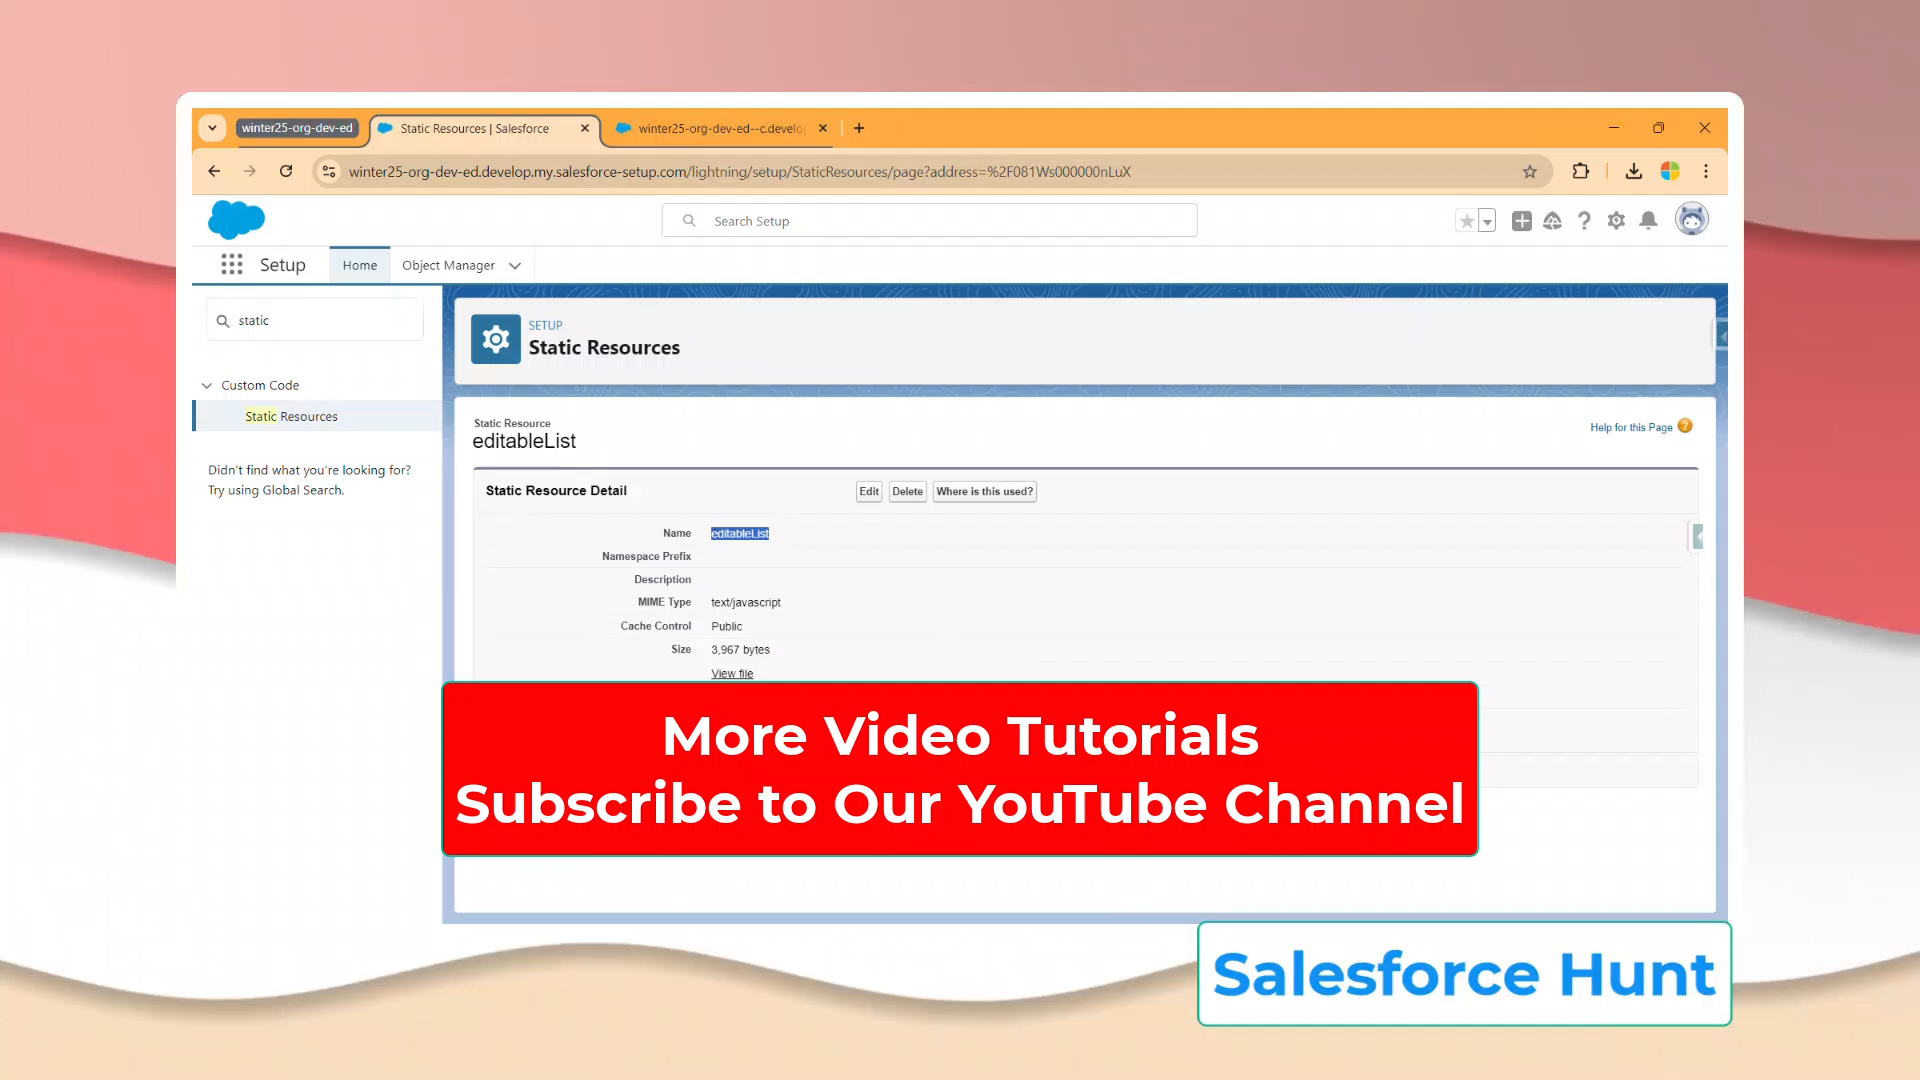 winter25-org-dev-ed
Static Resources | Salesforce
winter25-org-dev-ed--c.develo
winter25-org-dev-ed.develop.my.salesforce-setup.com/lightning/setup/StaticResources/page?address=%2F081Ws000000nLuX
Search Setup
Setup
Home
Object Manager
static
Custom Code
Static Resources
Didn't find what you're looking for?
Try using Global Search.
SETUP
Static Resources
Static Resource
editableList
Help for this Page
Static Resource Detail
Edit
Delete
Where is this used?
Name editableList
Namespace Prefix
Description
MIME Type text/javascript
Cache Control Public
Size 3,967 bytes
View file
More Video Tutorials
Subscribe to Our YouTube Channel
Salesforce Hunt